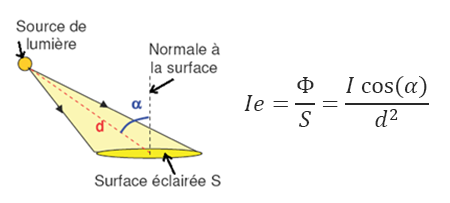 Source de
lumière
Normale à
la surface
α
d
Surface éclairée S
Ie = Φ/S = I cos(α)/d²